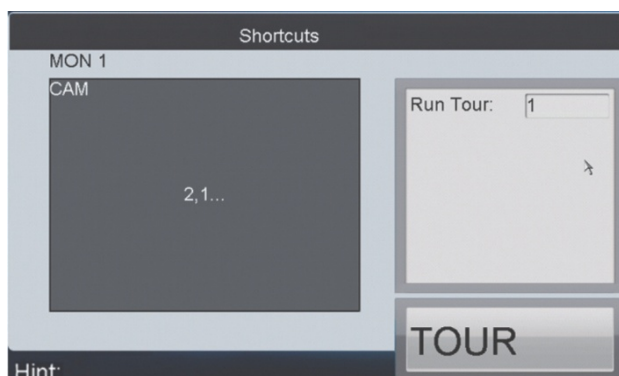 Shortcuts
MON 1
CAM
2,1...
Run Tour: 1
TOUR
Hint: